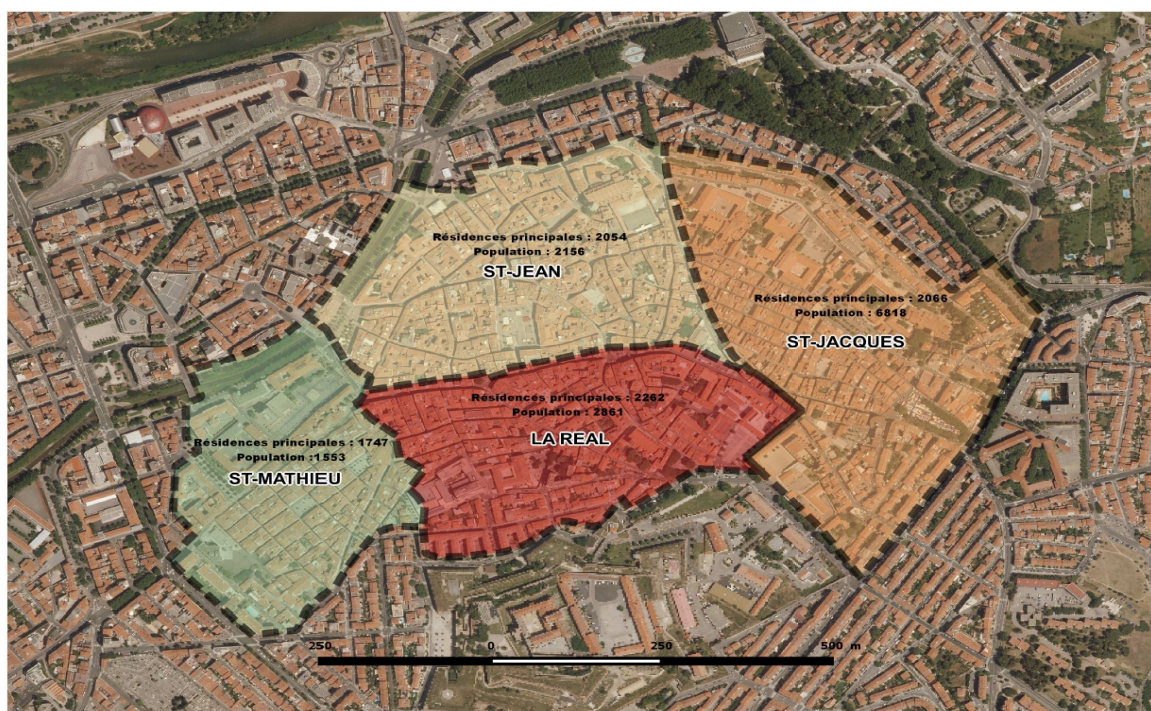 Résidences principales : 2054
Population : 2156
ST-JEAN
Résidences principales : 2066
Population : 6818
ST-JACQUES
Résidences principales : 2262
Population : 2861
LA REAL
Résidences principales : 1747
Population :1553
ST-MATHIEU
250 0 250 500 m